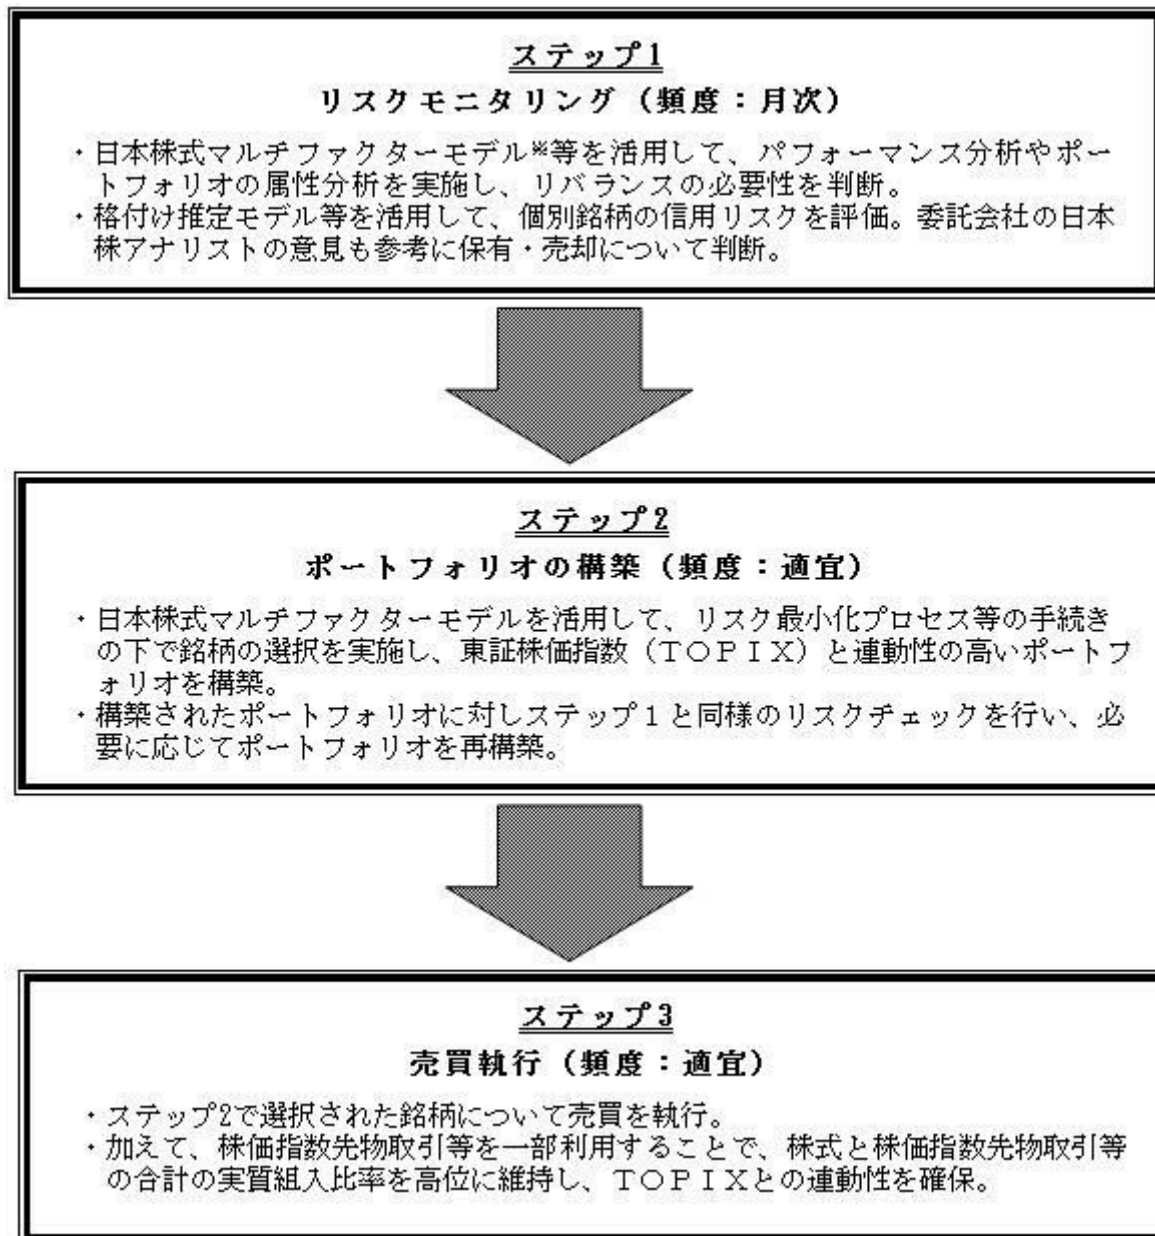 ステップ1
リスクモニタリング（頻度：月次）
・日本株式マルチファクターモデル※等を活用して、パフォーマンス分析やポー
トフォリオの属性分析を実施し、リバランスの必要性を判断。
・格付け推定モデル等を活用して、個別銘柄の信用リスクを評価。委託会社の日本
株アナリストの意見も参考に保有・売却について判断。
ステップ2
ポートフォリオの構築（頻度：適宜）
・日本株式マルチファクターモデルを活用して、リスク最小化プロセス等の手続き
の下で銘柄の選択を実施し、東証株価指数（ＴＯＰＩＸ）と連動性の高いポートフ
ォリオを構築。
・構築されたポートフォリオに対しステップ１と同様のリスクチェックを行い、必
要に応じてポートフォリオを再構築。
ステップ3
売買執行（頻度：適宜）
・ステップ2で選択された銘柄について売買を執行。
・加えて、株価指数先物取引等を一部利用することで、株式と株価指数先物取引等
の合計の実質組入比率を高位に維持し、ＴＯＰＩＸとの連動性を確保。